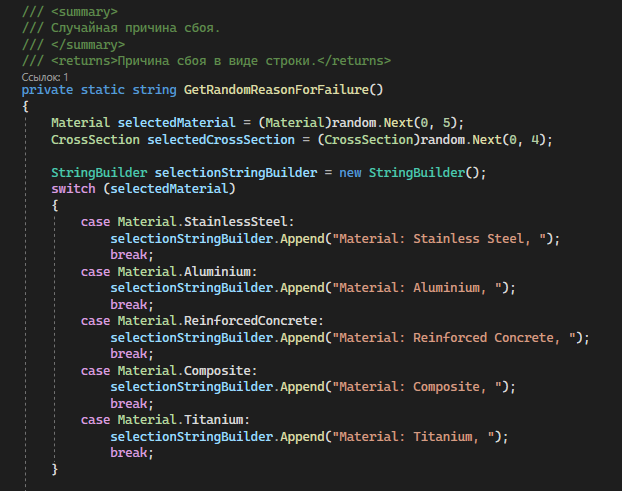 /// <summary>
/// Случайная причина сбоя.
/// </summary>
/// <returns>Причина сбоя в виде строки.</returns>
Ссылок: 1
private static string GetRandomReasonForFailure()
{
    Material selectedMaterial = (Material)random.Next(0, 5);
    CrossSection selectedCrossSection = (CrossSection)random.Next(0, 4);

    StringBuilder selectionStringBuilder = new StringBuilder();
    switch (selectedMaterial)
    {
        case Material.StainlessSteel:
            selectionStringBuilder.Append("Material: Stainless Steel, ");
            break;
        case Material.Aluminium:
            selectionStringBuilder.Append("Material: Aluminium, ");
            break;
        case Material.ReinforcedConcrete:
            selectionStringBuilder.Append("Material: Reinforced Concrete, ");
            break;
        case Material.Composite:
            selectionStringBuilder.Append("Material: Composite, ");
            break;
        case Material.Titanium:
            selectionStringBuilder.Append("Material: Titanium, ");
            break;
    }